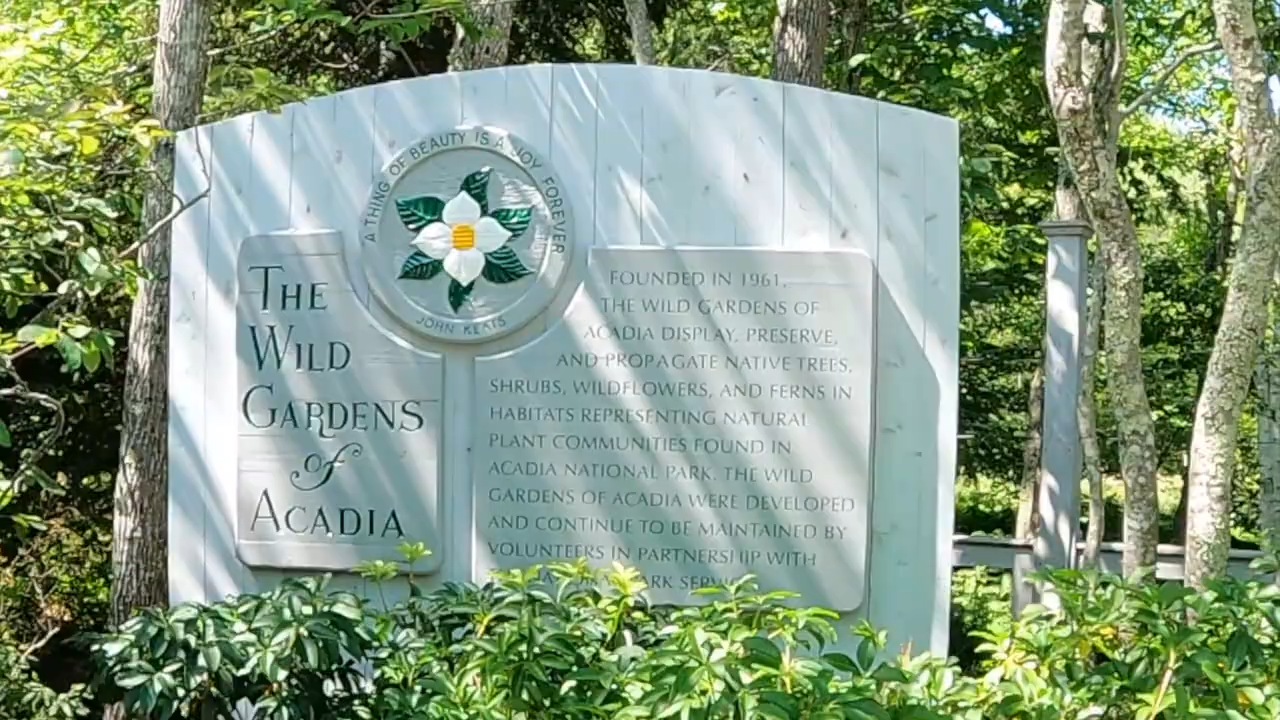 THE
WILD
GARDENS
of
ACADIA
A THING OF BEAUTY IS A JOY FOREVER
JOHN KEATS
FOUNDED IN 1961,
THE WILD GARDENS OF
ACADIA DISPLAY, PRESERVE,
AND PROPAGATE NATIVE TREES,
SHRUBS, WILDFLOWERS, AND FERNS IN
HABITATS REPRESENTING NATURAL
PLANT COMMUNITIES FOUND IN
ACADIA NATIONAL PARK. THE WILD
GARDENS OF ACADIA WERE DEVELOPED
AND CONTINUE TO BE MAINTAINED BY
VOLUNTEERS IN PARTNERSHIP WITH
PARK